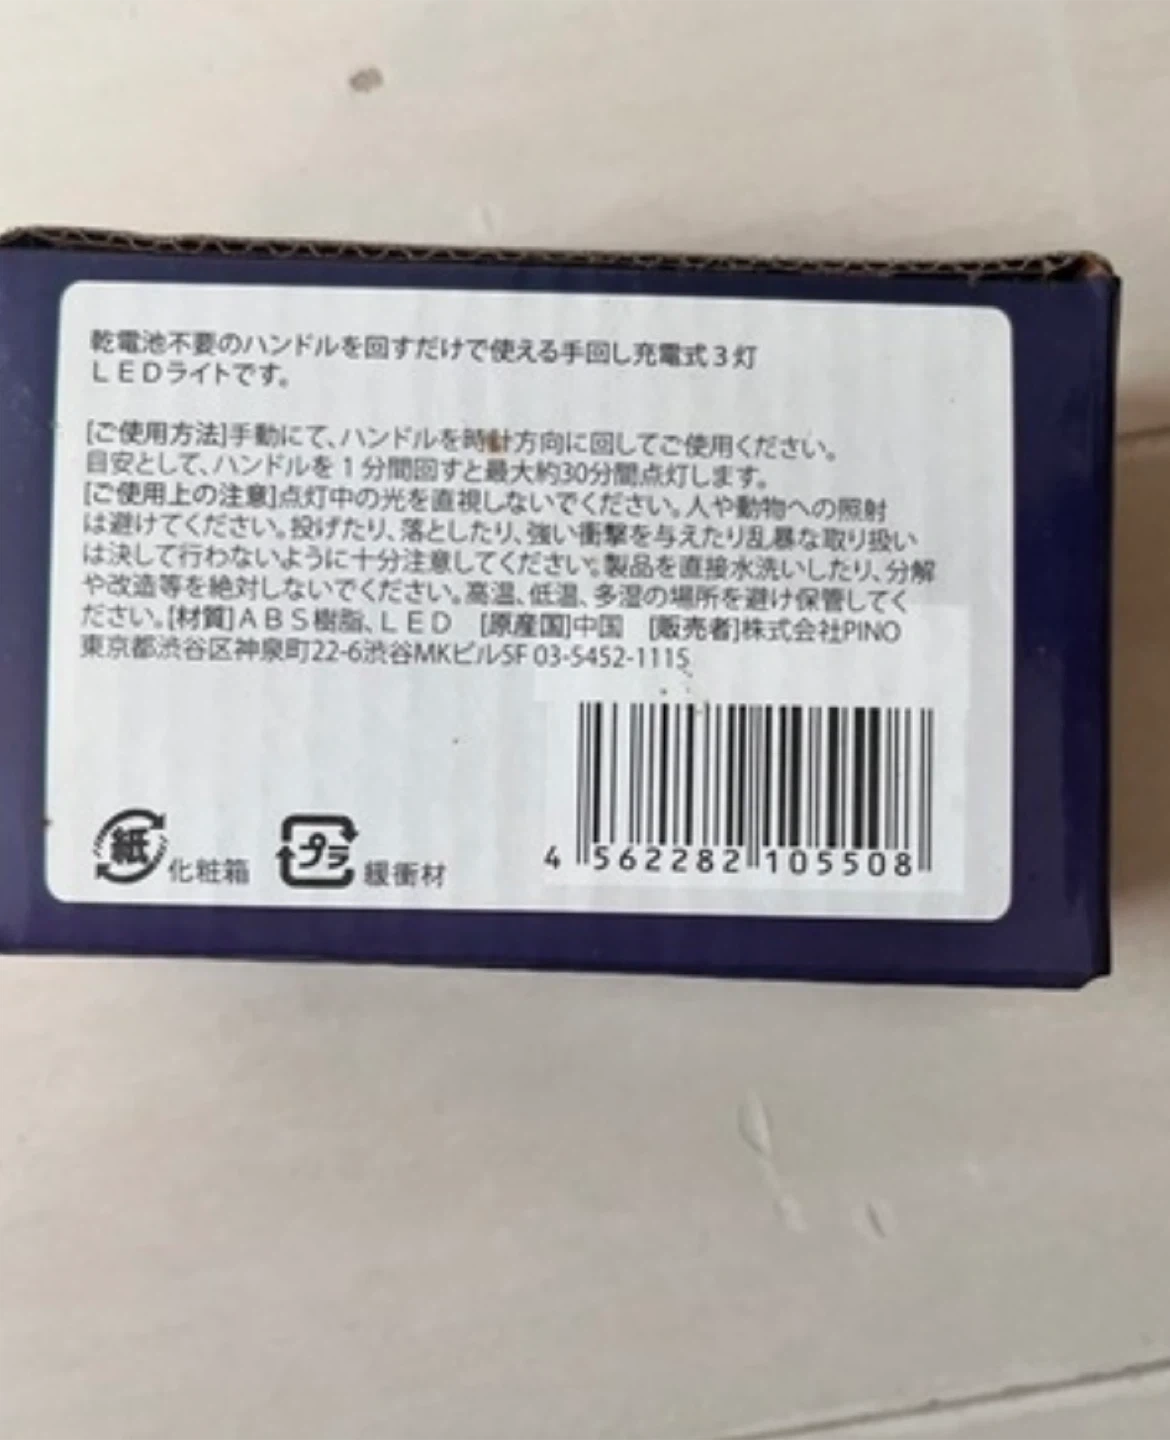 乾電池不要のハンドルを回すだけで使える手回し充電式３灯
ＬＥＤライトです。
[ご使用方法]手動にて、ハンドルを時計方向に回してご使用ください。
目安として、ハンドルを１分間回すと最大約30分間点灯します。
[ご使用上の注意]点灯中の光を直視しないでください。人や動物への照射
は避けてください。投げたり、落としたり、強い衝撃を与えたり乱暴な取り扱い
は決して行わないように十分注意してください。製品を直接水洗いしたり、分解
や改造等を絶対しないでください。高温、低温、多湿の場所を避け保管してく
ださい。[材質]ＡＢＳ樹脂、ＬＥＤ　[原産国]中国　[販売者]株式会社PINO
東京都渋谷区神泉町22-6渋谷MKビル5F 03-5452-1115
紙 化粧箱 プラ 緩衝材
4 562282 105508